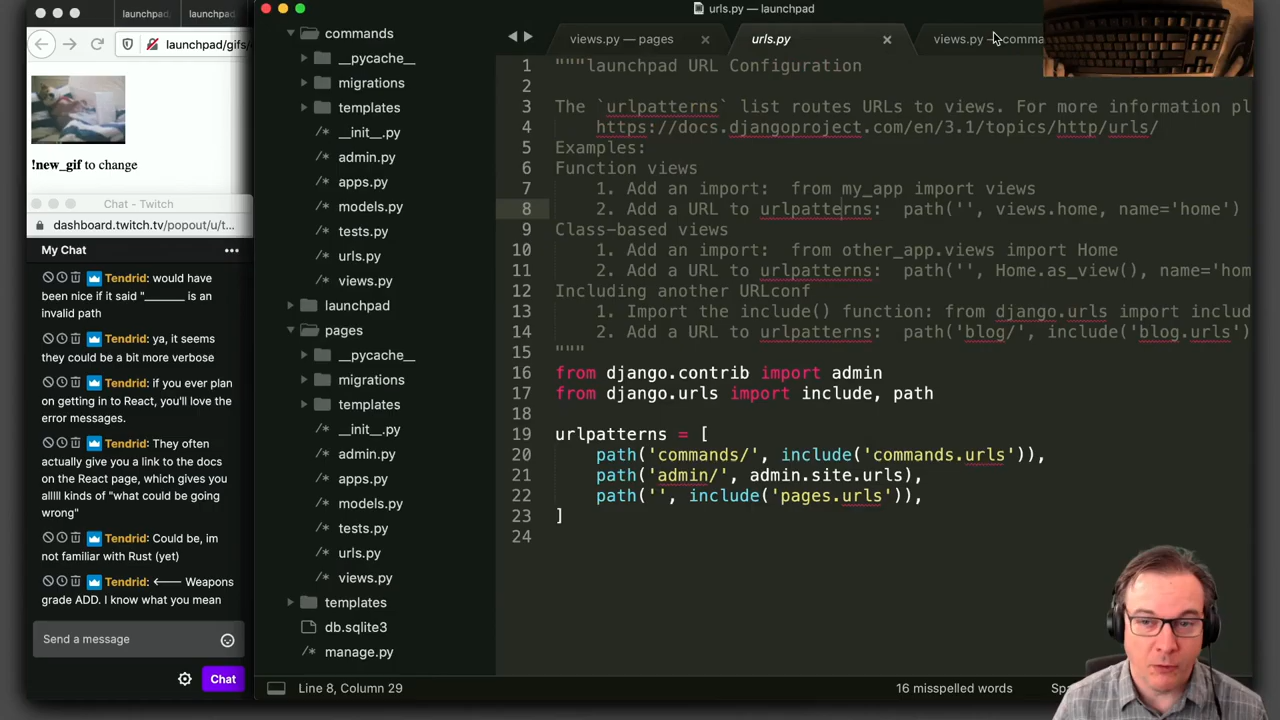 launchpad
launchpad
launchpad/gifs/
!new_gif to change
Chat - Twitch
dashboard.twitch.tv/popout/u/t...
My Chat
Tendrid: would have
been nice if it said "_______ is an
invalid path
Tendrid: ya, it seems
they could be a bit more verbose
Tendrid: if you ever plan
on getting in to React, you'll love the
error messages.
Tendrid: They often
actually give you a link to the docs
on the React page, which gives you
alllll kinds of "what could be going
wrong"
Tendrid: Could be, im
not familiar with Rust (yet)
Tendrid: <--- Weapons
grade ADD. I know what you mean
Send a message
Chat
urls.py — launchpad
commands
__pycache__
migrations
templates
/* __init__.py
/* admin.py
/* apps.py
/* models.py
/* tests.py
/* urls.py
/* views.py
launchpad
pages
__pycache__
migrations
templates
/* __init__.py
/* admin.py
/* apps.py
/* models.py
/* tests.py
/* urls.py
/* views.py
templates
db.sqlite3
/* manage.py
views.py — pages
urls.py
views.py — comma
1 """launchpad URL Configuration
2
3 The `urlpatterns` list routes URLs to views. For more information pl
4 https://docs.djangoproject.com/en/3.1/topics/http/urls/
5 Examples:
6 Function views
7 1. Add an import:  from my_app import views
8 2. Add a URL to urlpatterns:  path('', views.home, name='home')
9 Class-based views
10 1. Add an import:  from other_app.views import Home
11 2. Add a URL to urlpatterns:  path('', Home.as_view(), name='hom
12 Including another URLconf
13 1. Import the include() function: from django.urls import includ
14 2. Add a URL to urlpatterns:  path('blog/', include('blog.urls')
15 """
16 from django.contrib import admin
17 from django.urls import include, path
18
19 urlpatterns = [
20 path('commands/', include('commands.urls')),
21 path('admin/', admin.site.urls),
22 path('', include('pages.urls')),
23 ]
24
Line 8, Column 29
16 misspelled words
Spa